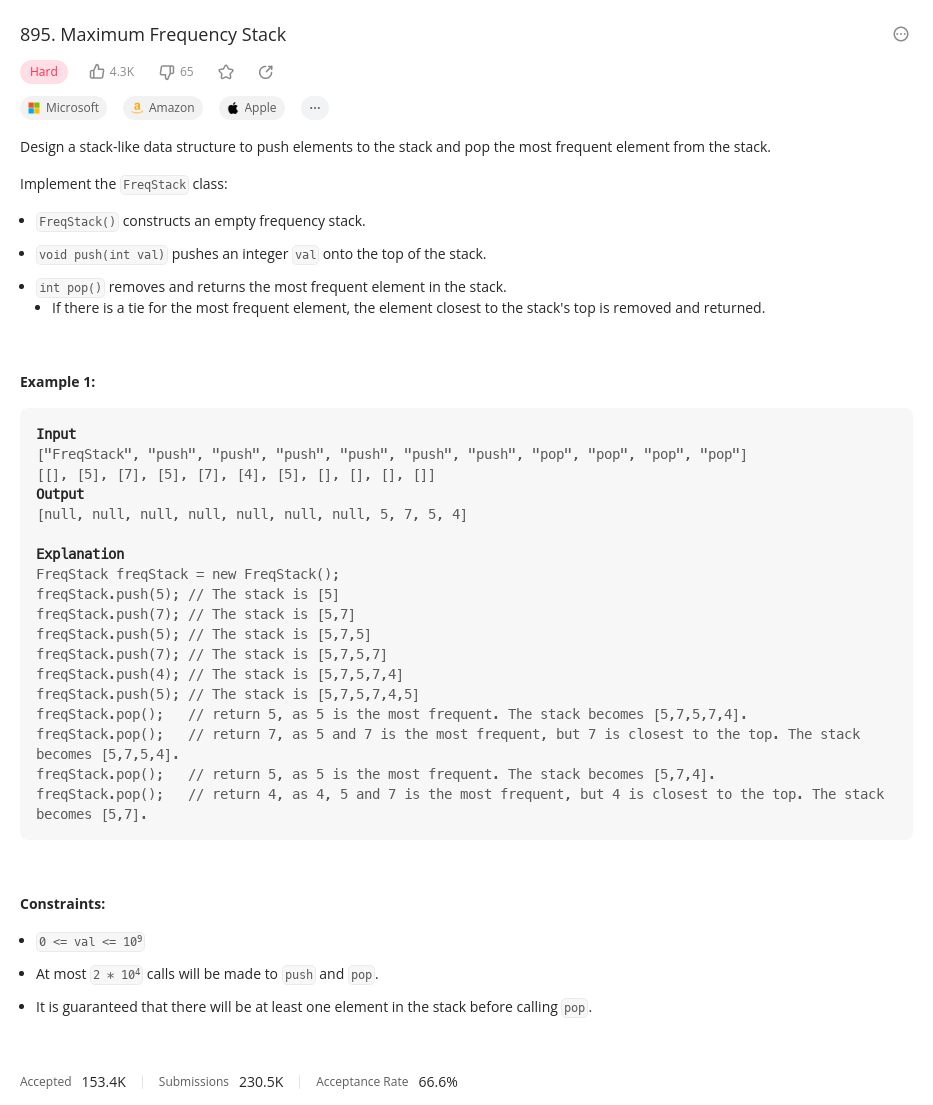 895. Maximum Frequency Stack
Hard 4.3K 65
Microsoft Amazon Apple ...
Design a stack-like data structure to push elements to the stack and pop the most frequent element from the stack.
Implement the FreqStack class:
• FreqStack() constructs an empty frequency stack.
• void push(int val) pushes an integer val onto the top of the stack.
• int pop() removes and returns the most frequent element in the stack.
• If there is a tie for the most frequent element, the element closest to the stack's top is removed and returned.
Example 1:
Input
["FreqStack", "push", "push", "push", "push", "push", "push", "pop", "pop", "pop", "pop"]
[[], [5], [7], [5], [7], [4], [5], [], [], [], []]
Output
[null, null, null, null, null, null, null, 5, 7, 5, 4]
Explanation
FreqStack freqStack = new FreqStack();
freqStack.push(5); // The stack is [5]
freqStack.push(7); // The stack is [5,7]
freqStack.push(5); // The stack is [5,7,5]
freqStack.push(7); // The stack is [5,7,5,7]
freqStack.push(4); // The stack is [5,7,5,7,4]
freqStack.push(5); // The stack is [5,7,5,7,4,5]
freqStack.pop();   // return 5, as 5 is the most frequent. The stack becomes [5,7,5,7,4].
freqStack.pop();   // return 7, as 5 and 7 is the most frequent, but 7 is closest to the top. The stack
becomes [5,7,5,4].
freqStack.pop();   // return 5, as 5 is the most frequent. The stack becomes [5,7,4].
freqStack.pop();   // return 4, as 4, 5 and 7 is the most frequent, but 4 is closest to the top. The stack
becomes [5,7].
Constraints:
• 0 <= val <= 10⁹
• At most 2 * 10⁴ calls will be made to push and pop.
• It is guaranteed that there will be at least one element in the stack before calling pop.
Accepted 153.4K Submissions 230.5K Acceptance Rate 66.6%